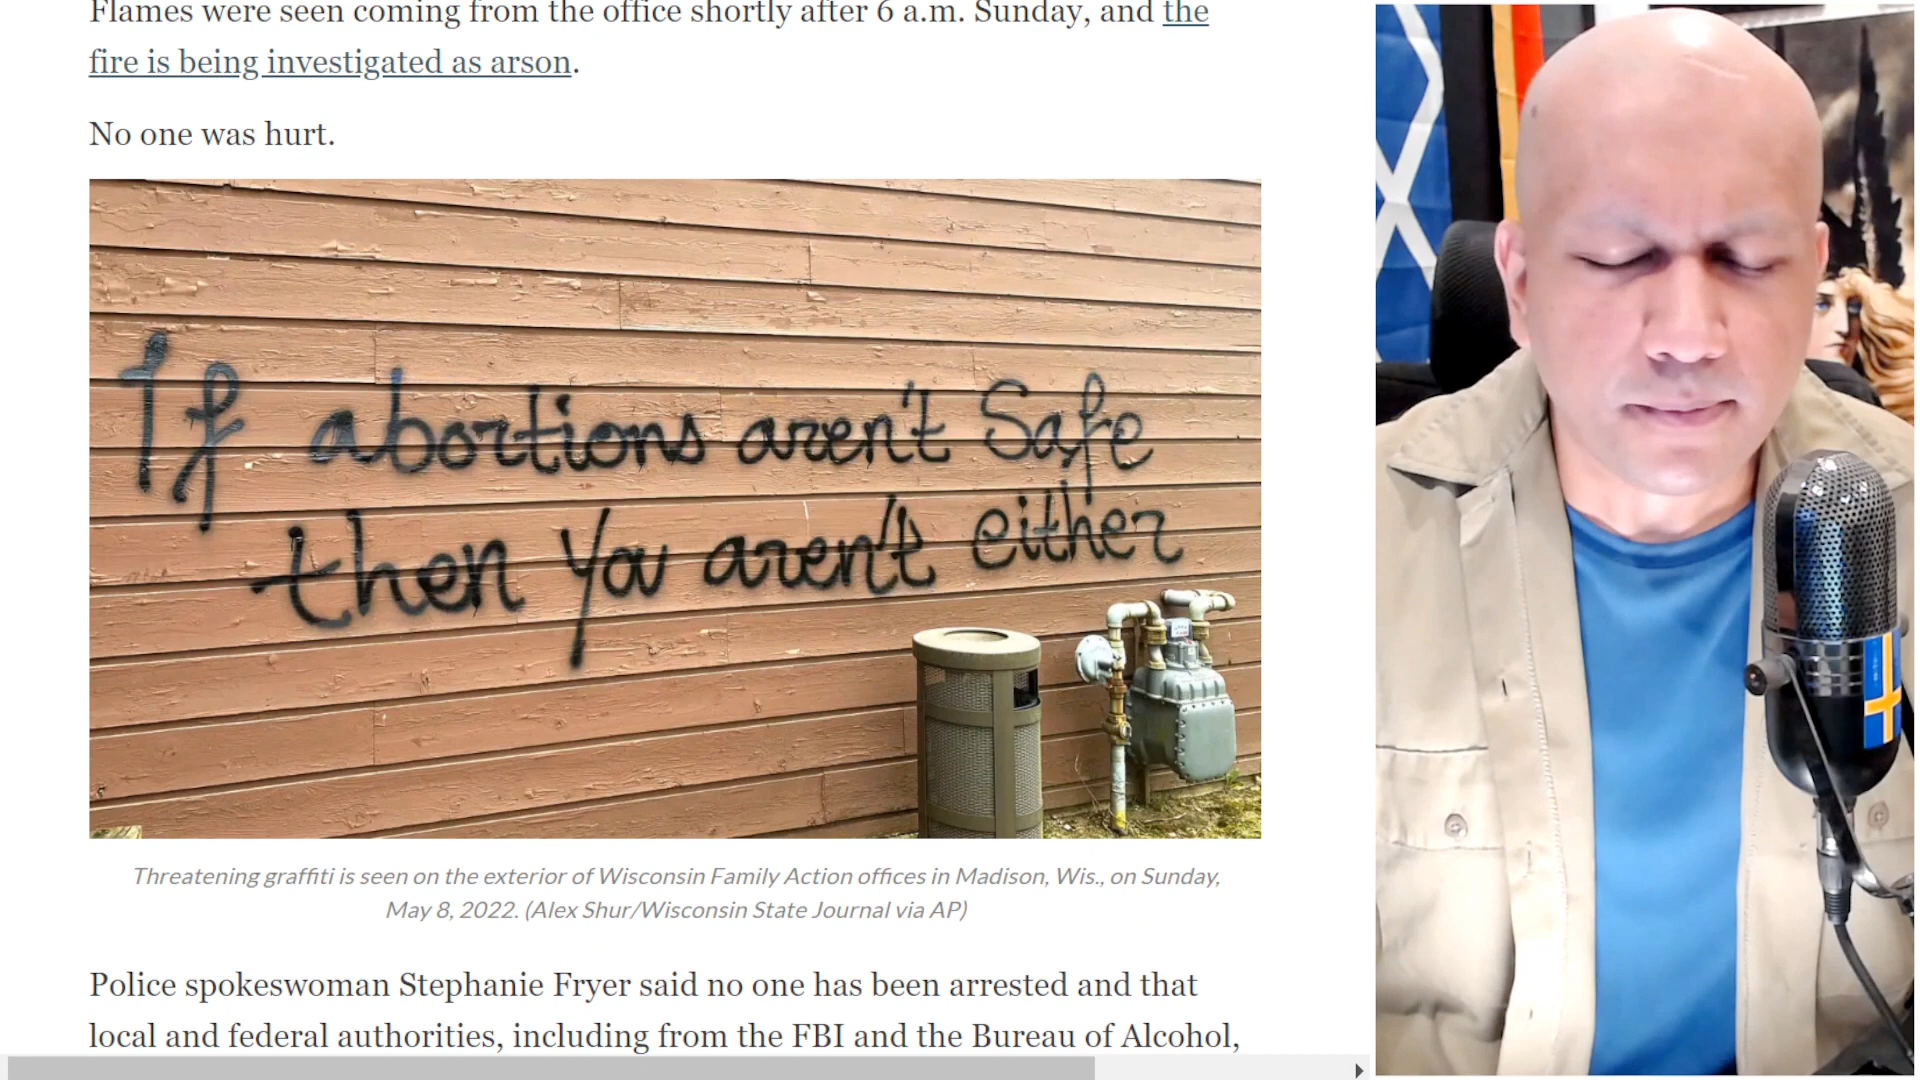 Flames were seen coming from the office shortly after 6 a.m. Sunday, and the
fire is being investigated as arson.
No one was hurt.
If abortions aren't Safe
then You aren't either
Threatening graffiti is seen on the exterior of Wisconsin Family Action offices in Madison, Wis., on Sunday,
May 8, 2022. (Alex Shur/Wisconsin State Journal via AP)
Police spokeswoman Stephanie Fryer said no one has been arrested and that
local and federal authorities, including from the FBI and the Bureau of Alcohol,